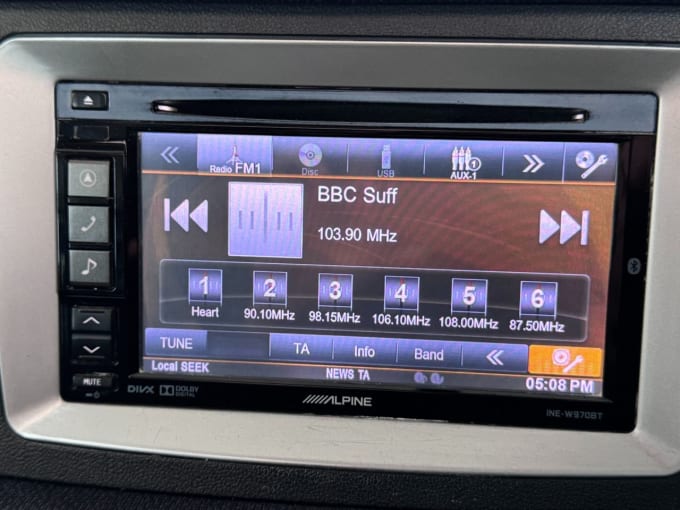 Radio FM1
Disc
USB
1
AUX-1
BBC Suff
103.90 MHz
1 2 3 4 5 6
Heart 90.10MHz 98.15MHz 106.10MHz 108.00MHz 87.50MHz
TUNE TA Info Band
Local SEEK NEWS TA 05:08 PM
MUTE
DIVX DOLBY DIGITAL ALPINE INE-W970BT